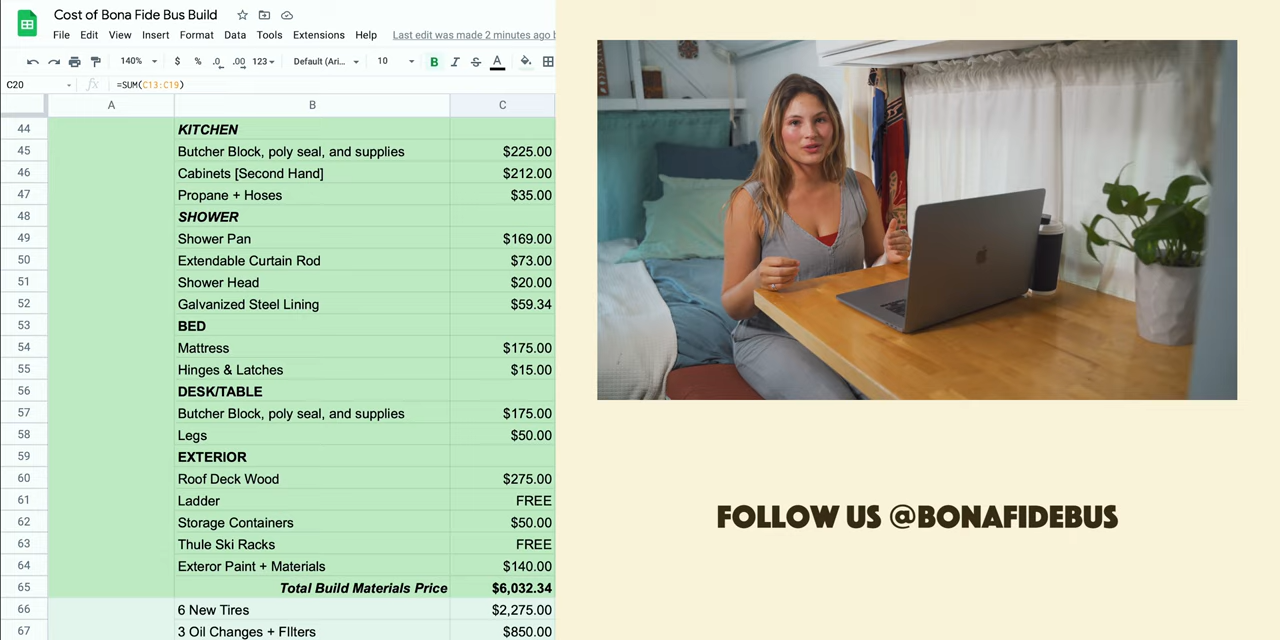 Cost of Bona Fide Bus Build
File Edit View Insert Format Data Tools Extensions Help Last edit was made 2 minutes ago b
140% $ % .0 .00 123 Default (Ari... 10 B I S A
C20 fx =SUM(C13:C19)
A B C
44 KITCHEN
45 Butcher Block, poly seal, and supplies $225.00
46 Cabinets [Second Hand] $212.00
47 Propane + Hoses $35.00
48 SHOWER
49 Shower Pan $169.00
50 Extendable Curtain Rod $73.00
51 Shower Head $20.00
52 Galvanized Steel Lining $59.34
53 BED
54 Mattress $175.00
55 Hinges & Latches $15.00
56 DESK/TABLE
57 Butcher Block, poly seal, and supplies $175.00
58 Legs $50.00
59 EXTERIOR
60 Roof Deck Wood $275.00
61 Ladder FREE
62 Storage Containers $50.00
63 Thule Ski Racks FREE
64 Exteror Paint + Materials $140.00
65 Total Build Materials Price $6,032.34
66 6 New Tires $2,275.00
67 3 Oil Changes + FIlters $850.00
FOLLOW US @BONAFIDEBUS